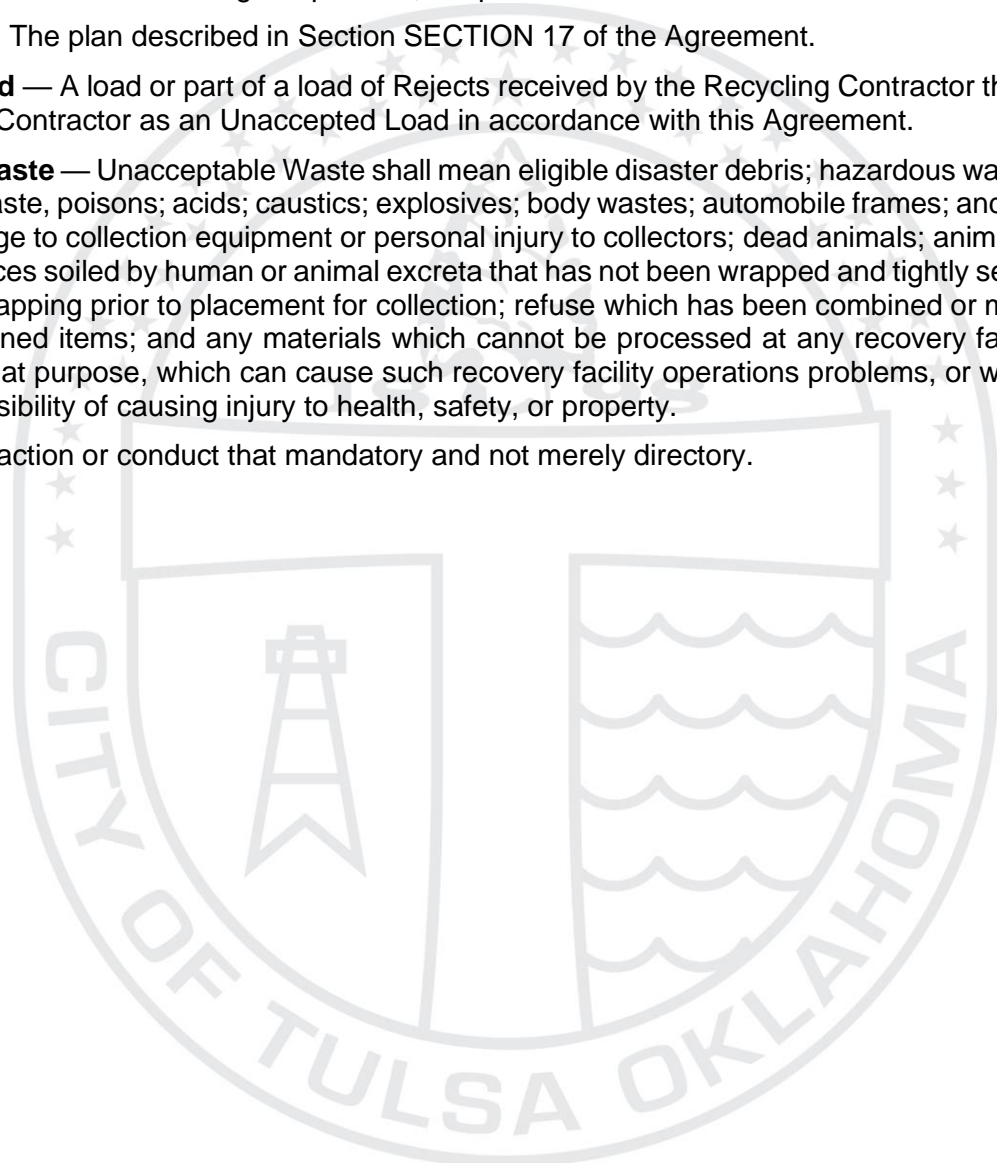 The plan described in Section SECTION 17 of the Agreement.
d — A load or part of a load of Rejects received by the Recycling Contractor th
Contractor as an Unaccepted Load in accordance with this Agreement.
aste — Unacceptable Waste shall mean eligible disaster debris; hazardous wa
aste, poisons; acids; caustics; explosives; body wastes; automobile frames; and
ge to collection equipment or personal injury to collectors; dead animals; anim
ces soiled by human or animal excreta that has not been wrapped and tightly se
apping prior to placement for collection; refuse which has been combined or m
ned items; and any materials which cannot be processed at any recovery fa
at purpose, which can cause such recovery facility operations problems, or w
sibility of causing injury to health, safety, or property.
action or conduct that mandatory and not merely directory.
1898
CITY OF TULSA OKLAHOMA